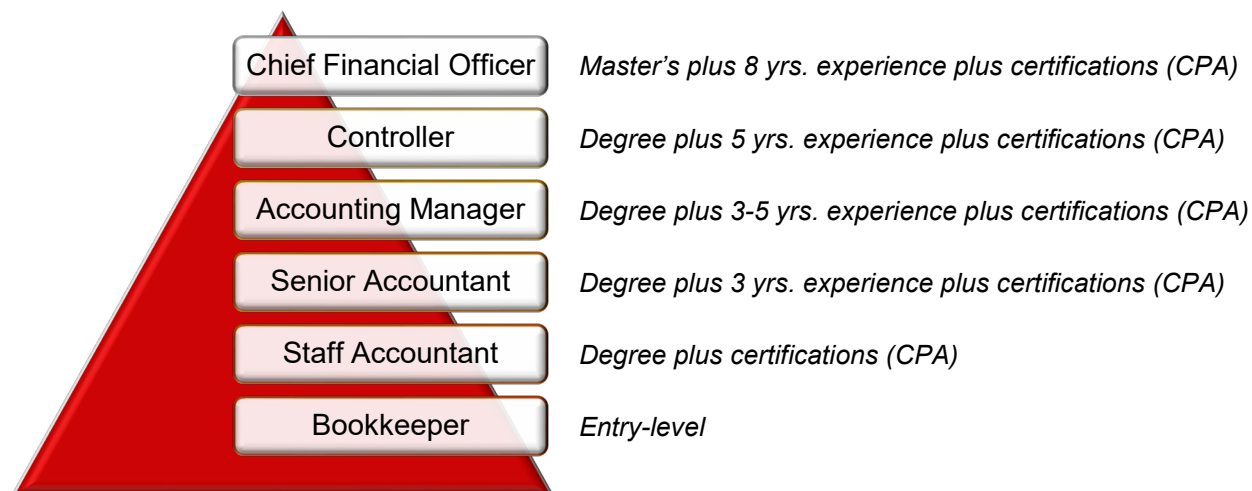 Chief Financial Officer Master’s plus 8 yrs. experience plus certifications (CPA)
Controller Degree plus 5 yrs. experience plus certifications (CPA)
Accounting Manager Degree plus 3-5 yrs. experience plus certifications (CPA)
Senior Accountant Degree plus 3 yrs. experience plus certifications (CPA)
Staff Accountant Degree plus certifications (CPA)
Bookkeeper Entry-level